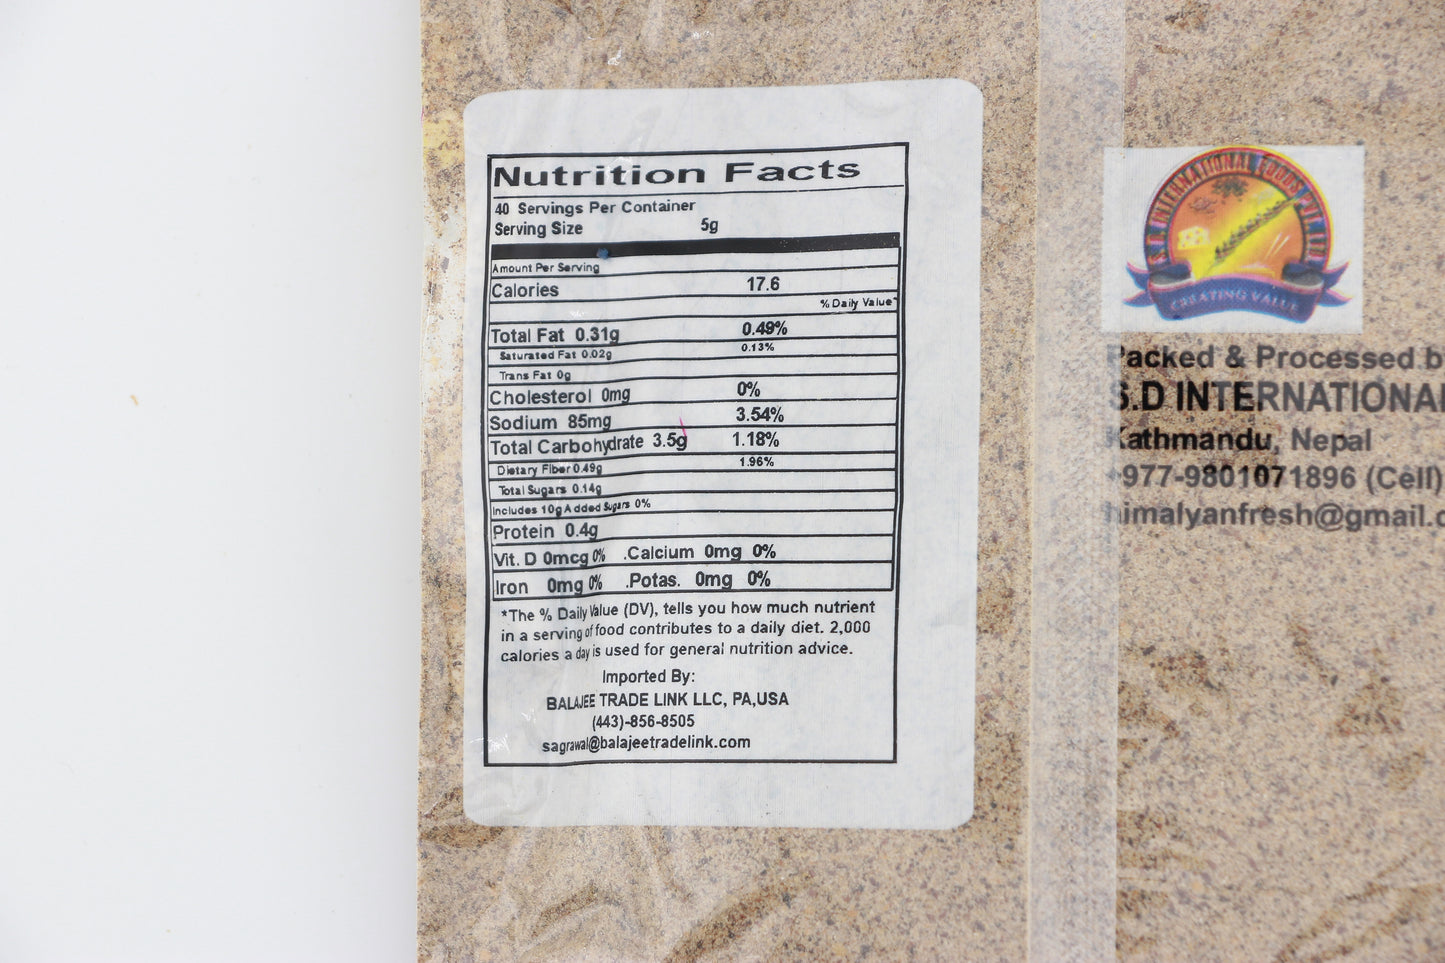 Nutrition Facts
40 Servings Per Container
Serving Size 5g
Amount Per Serving
Calories 17.6
% Daily Value*
Total Fat 0.31g 0.49%
Saturated Fat 0.02g 0.13%
Trans Fat 0g
Cholesterol 0mg 0%
Sodium 85mg 3.54%
Total Carbohydrate 3.5g 1.18%
Dietary Fiber 0.49g 1.96%
Total Sugars 0.14g
Includes 10g Added Sugars 0%
Protein 0.4g
Vit. D 0mcg 0% .Calcium 0mg 0%
Iron 0mg 0% .Potas. 0mg 0%
*The % Daily Value (DV), tells you how much nutrient
in a serving of food contributes to a daily diet. 2,000
calories a day is used for general nutrition advice.
Imported By:
BALAJEE TRADE LINK LLC, PA,USA
(443)-856-8505
sagrawal@balajeetradelink.com
S.D. INTERNATIONAL FOODS PVT. LTD.
CREATING VALUE
Packed & Processed b
S.D INTERNATIONAL
Kathmandu, Nepal
+977-9801071896 (Cell)
himalyanfresh@gmail.c